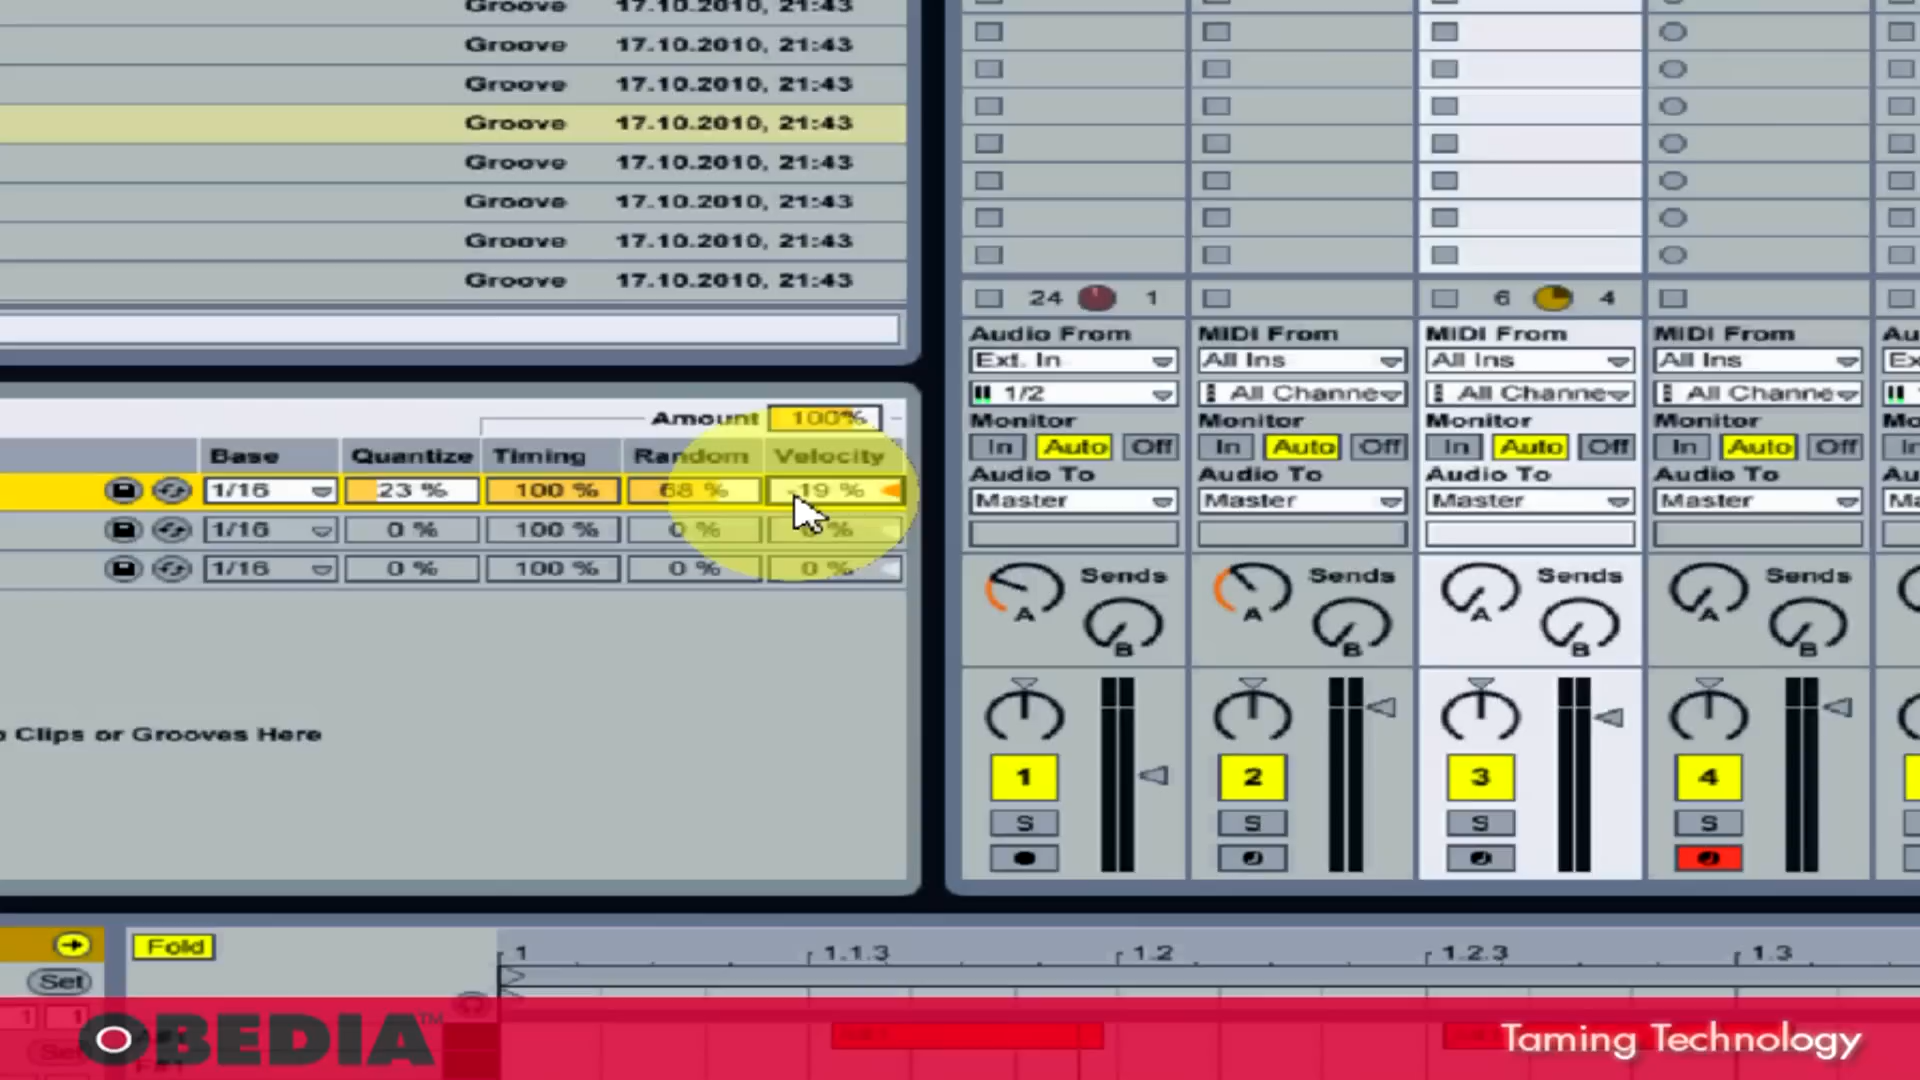 Groove 17.10.2010, 21:43
Groove 17.10.2010, 21:43
Groove 17.10.2010, 21:43
Groove 17.10.2010, 21:43
Groove 17.10.2010, 21:43
Groove 17.10.2010, 21:43
Groove 17.10.2010, 21:43
Groove 17.10.2010, 21:43
Amount 100%
Base Quantize Timing Random Velocity
1/16 23 % 100 % 68 % -19 %
1/16 0 % 100 % 0 % 0 %
1/16 0 % 100 % 0 % 0 %
Clips or Grooves Here
24 1 6 4
Audio From MIDI From MIDI From MIDI From
Ext. In All Ins All Ins All Ins
1/2 All Channe All Channe All Channe
Monitor Monitor Monitor Monitor
In Auto Off In Auto Off In Auto Off In Auto Off
Audio To Audio To Audio To Audio To
Master Master Master Master
Sends Sends Sends Sends
A A A A
B B B B
1 2 3 4
S S S S
Fold 1 1.1.3 1.2 1.2.3 1.3
Set
1 1
OBEDIA™
Taming Technology